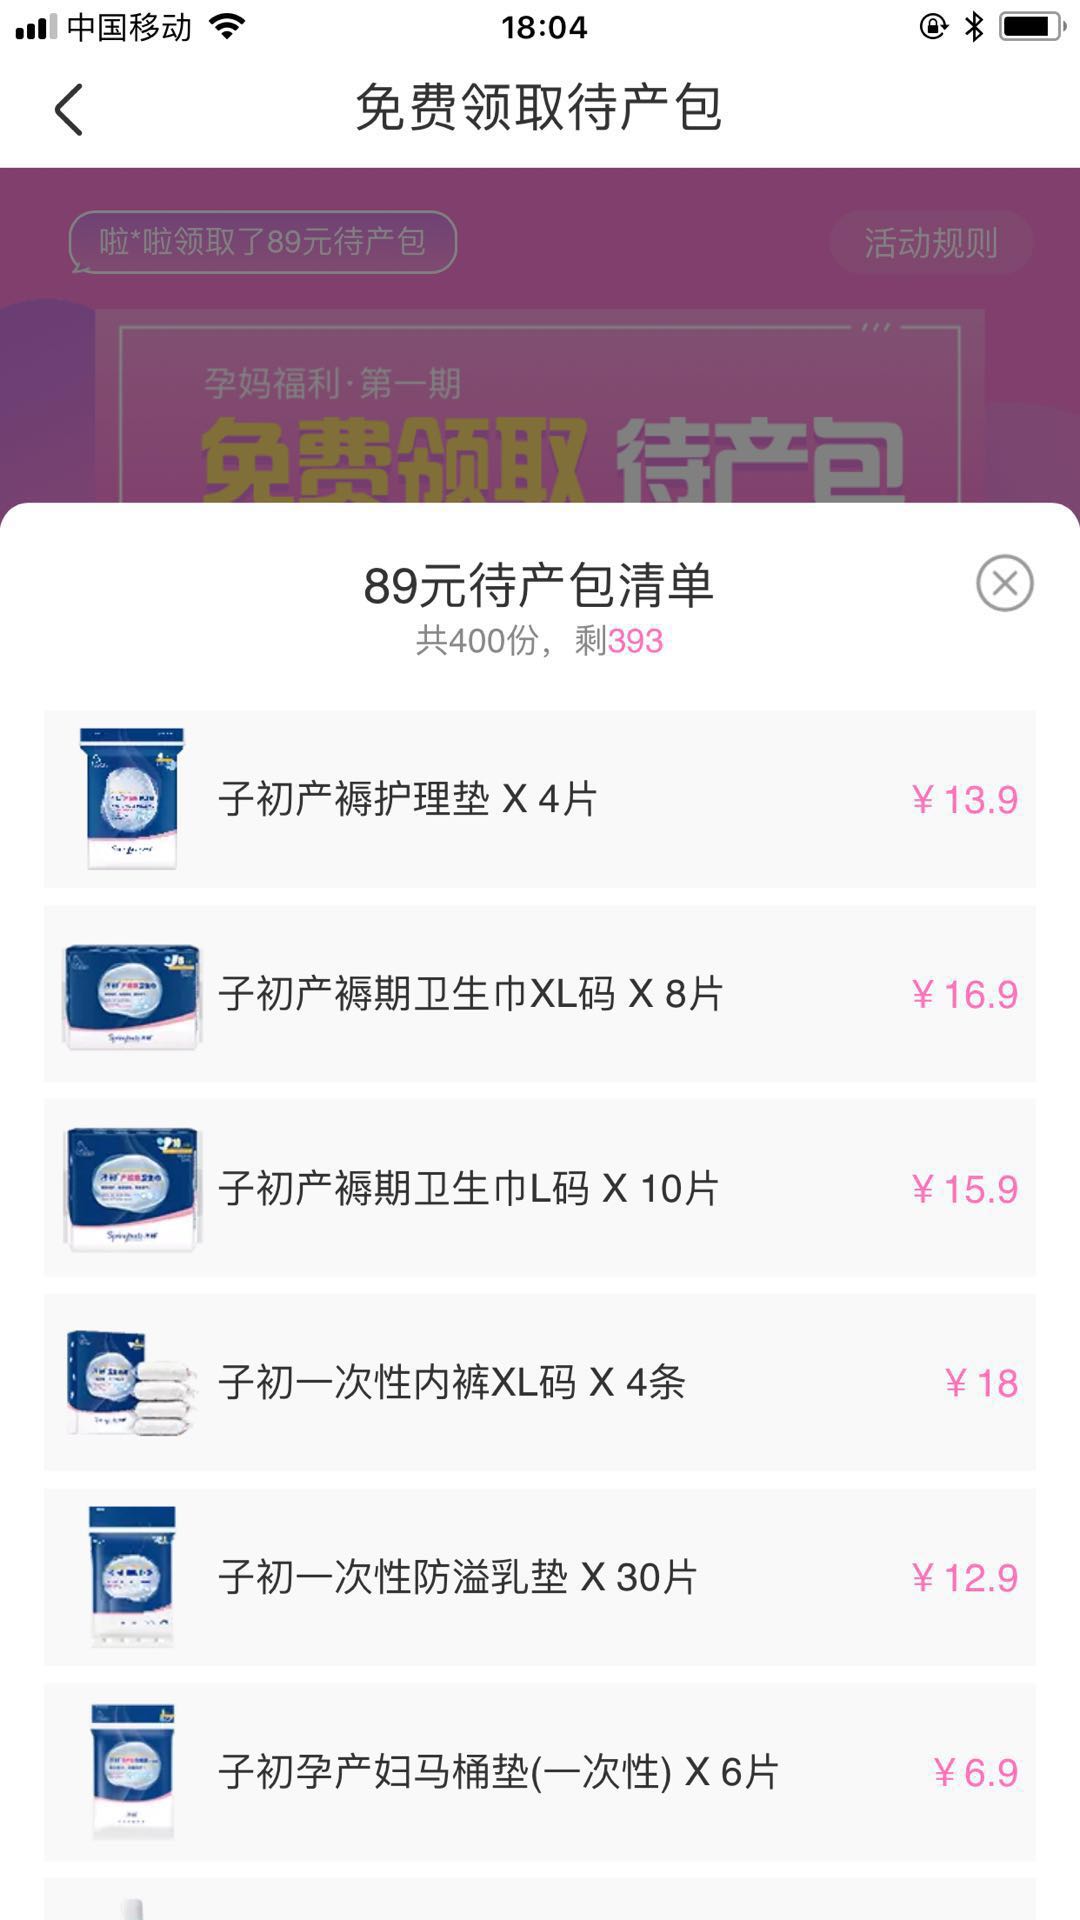 中国移动
18:04
免费领取待产包
啦*啦领取了89元待产包
活动规则
孕妈福利·第一期
免费领取 待产包
89元待产包清单
共400份，剩393
子初产褥护理垫 X 4片
¥ 13.9
子初产褥期卫生巾XL码 X 8片
¥ 16.9
子初产褥期卫生巾L码 X 10片
¥ 15.9
子初一次性内裤XL码 X 4条
¥ 18
子初一次性防溢乳垫 X 30片
¥ 12.9
子初孕产妇马桶垫(一次性) X 6片
¥ 6.9